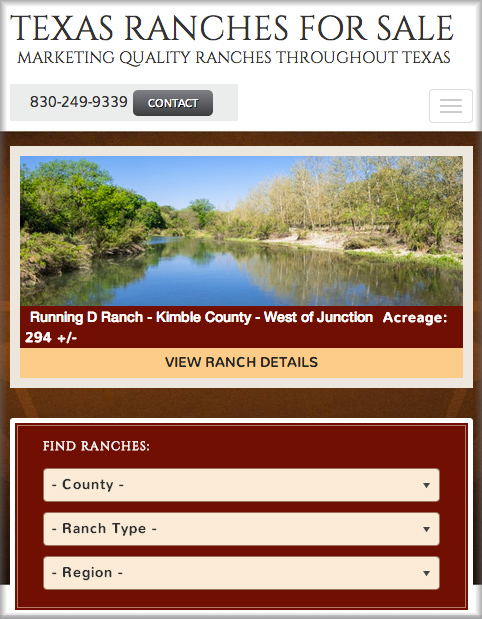 TEXAS RANCHES FOR SALE
MARKETING QUALITY RANCHES THROUGHOUT TEXAS
830-249-9339 CONTACT
Running D Ranch - Kimble County - West of Junction Acreage:
294 +/-
VIEW RANCH DETAILS
FIND RANCHES:
- County -
- Ranch Type -
- Region -